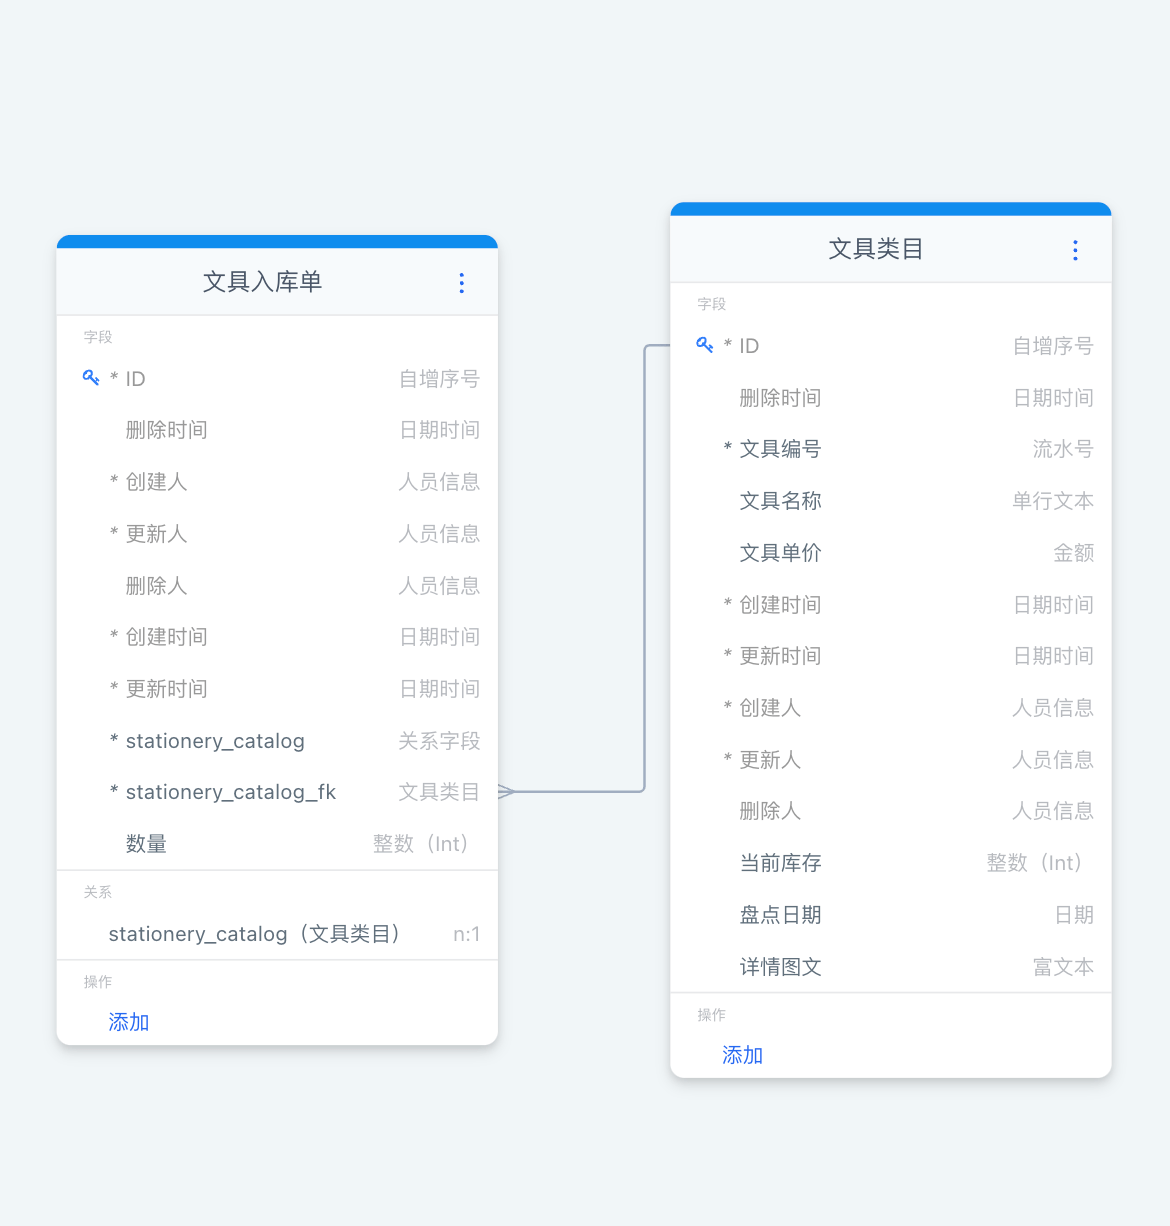 文具入库单
字段
* ID 自增序号
删除时间 日期时间
* 创建人 人员信息
* 更新人 人员信息
删除人 人员信息
* 创建时间 日期时间
* 更新时间 日期时间
* stationery_catalog 关系字段
* stationery_catalog_fk 文具类目
数量 整数（Int）
关系
stationery_catalog（文具类目） n:1
操作
添加
文具类目
字段
* ID 自增序号
删除时间 日期时间
* 文具编号 流水号
文具名称 单行文本
文具单价 金额
* 创建时间 日期时间
* 更新时间 日期时间
* 创建人 人员信息
* 更新人 人员信息
删除人 人员信息
当前库存 整数（Int）
盘点日期 日期
详情图文 富文本
操作
添加